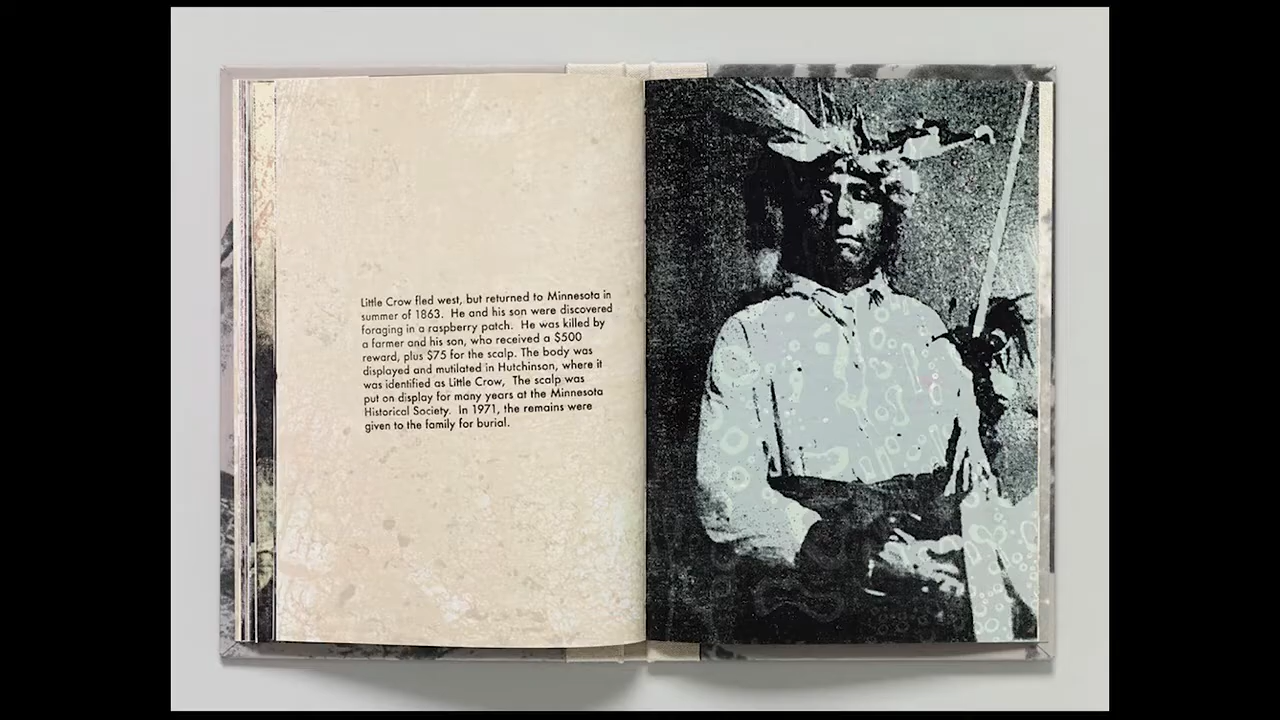 Little Crow fled west, but returned to Minnesota in
summer of 1863.  He and his son were discovered
foraging in a raspberry patch.  He was killed by
a farmer and his son, who received a $500
reward, plus $75 for the scalp. The body was
displayed and mutilated in Hutchinson, where it
was identified as Little Crow,  The scalp was
put on display for many years at the Minnesota
Historical Society.  In 1971, the remains were
given to the family for burial.